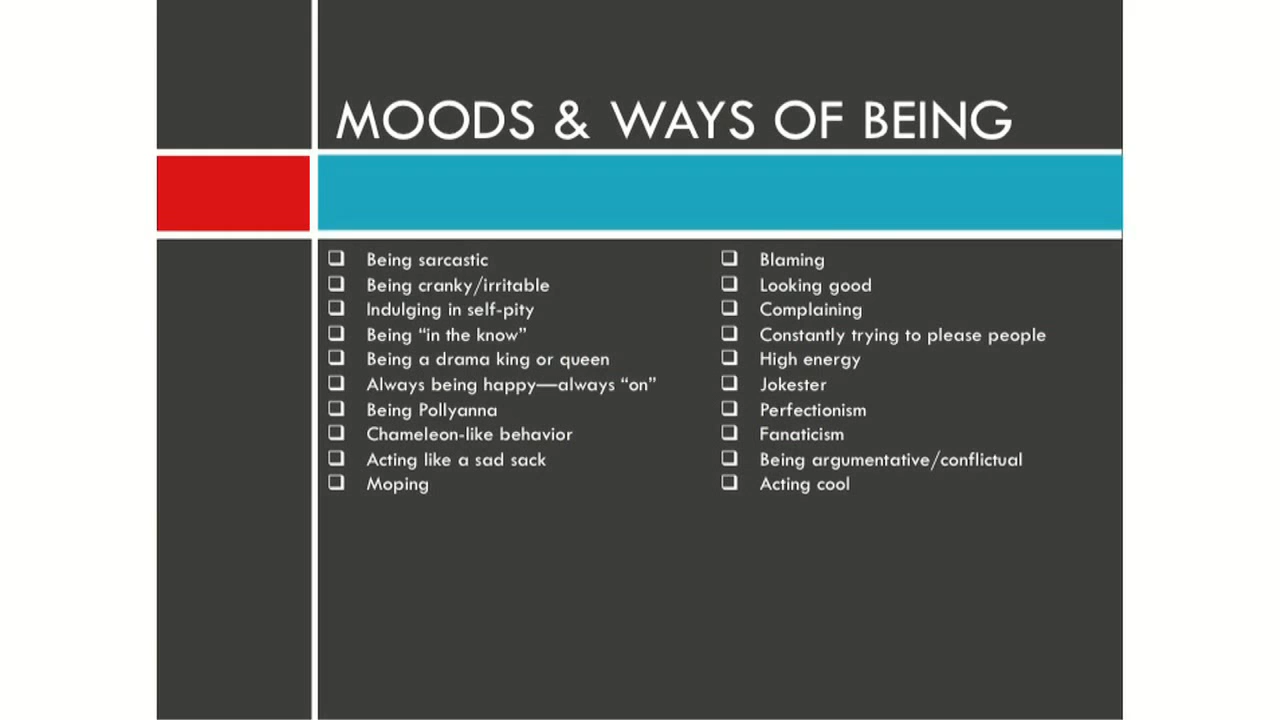 MOODS & WAYS OF BEING
❑ Being sarcastic
❑ Being cranky/irritable
❑ Indulging in self-pity
❑ Being “in the know”
❑ Being a drama king or queen
❑ Always being happy—always “on”
❑ Being Pollyanna
❑ Chameleon-like behavior
❑ Acting like a sad sack
❑ Moping
❑ Blaming
❑ Looking good
❑ Complaining
❑ Constantly trying to please people
❑ High energy
❑ Jokester
❑ Perfectionism
❑ Fanaticism
❑ Being argumentative/conflictual
❑ Acting cool